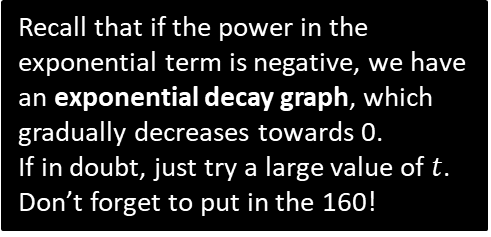 Recall that if the power in the
exponential term is negative, we have
an exponential decay graph, which
gradually decreases towards 0.
If in doubt, just try a large value of t.
Don’t forget to put in the 160!